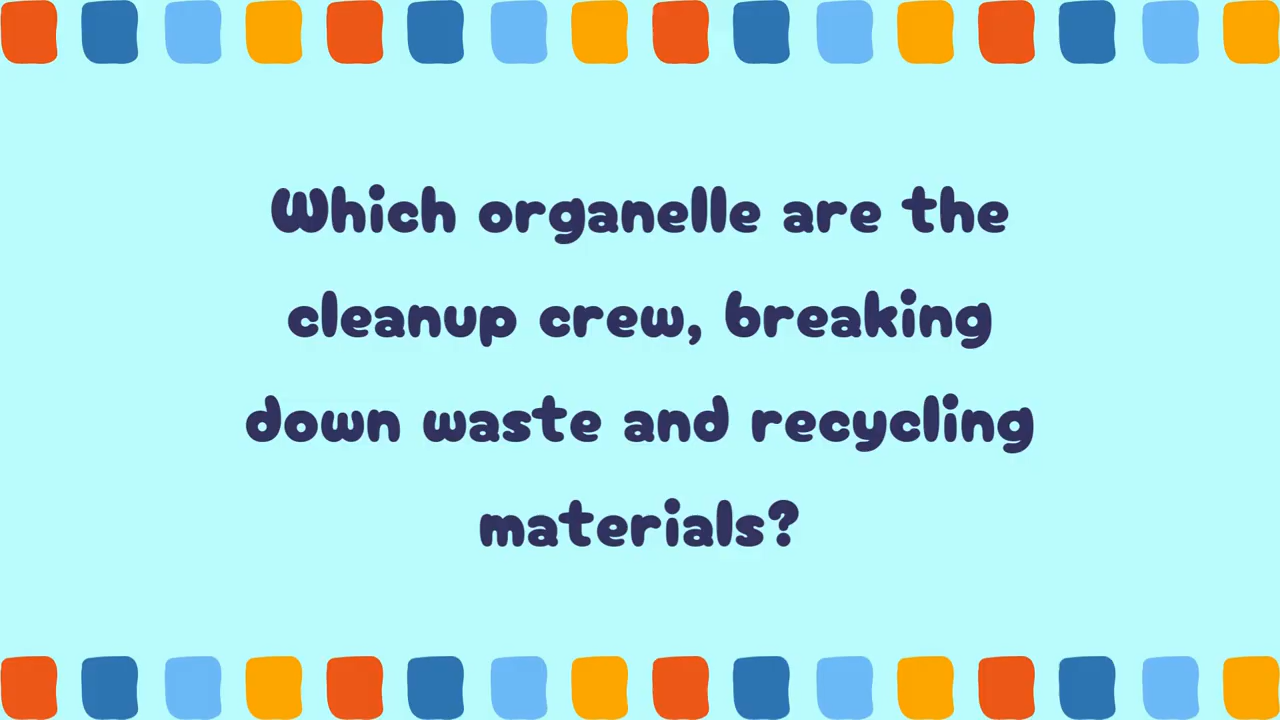 Which organelle are the
cleanup crew, breaking
down waste and recycling
materials?